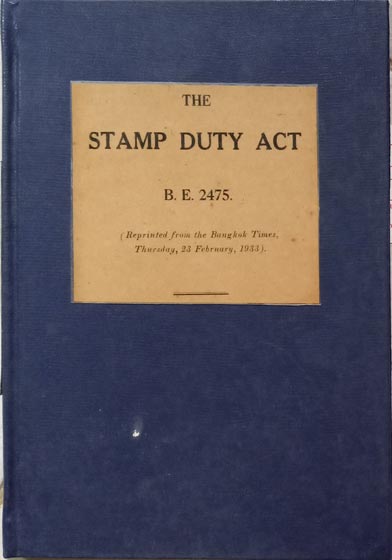 THE
STAMP DUTY ACT
B. E. 2475.
(Reprinted from the Bangkok Times,
Thursday, 23 February, 1933).